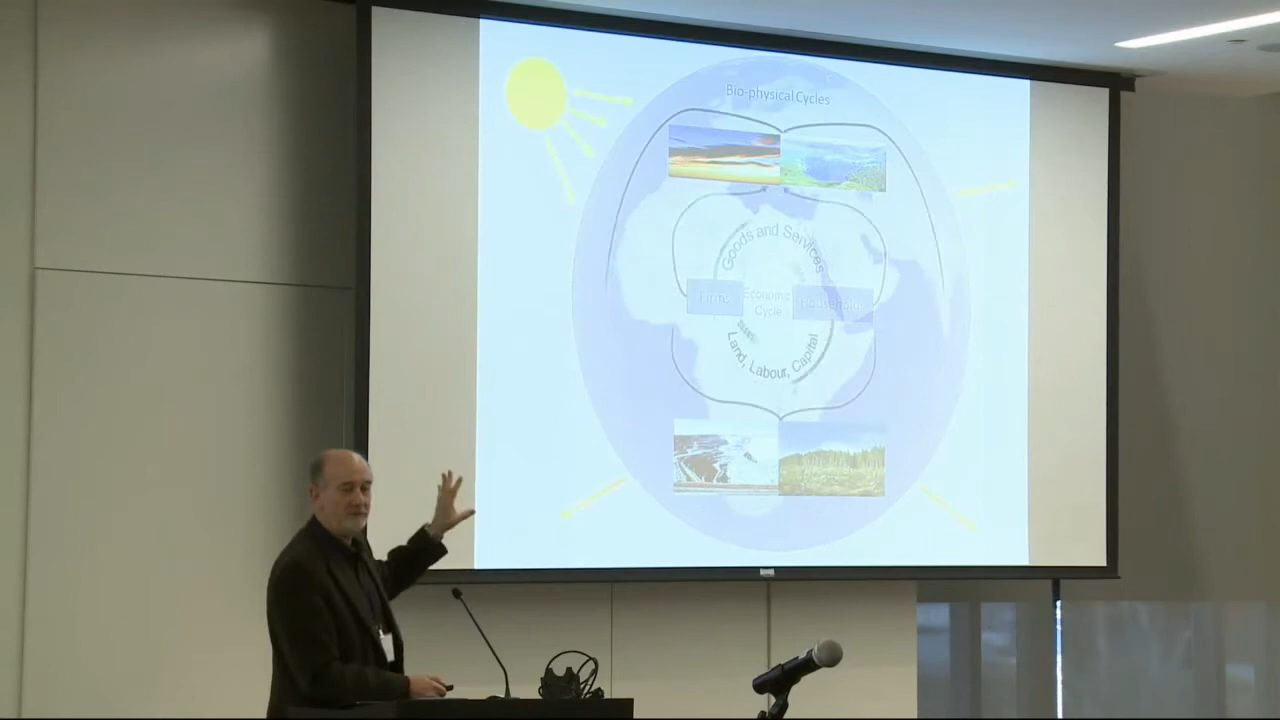 Bio-physical Cycles
Goods and Services
Firms
Economic
Cycle
Households
Land, Labour, Capital